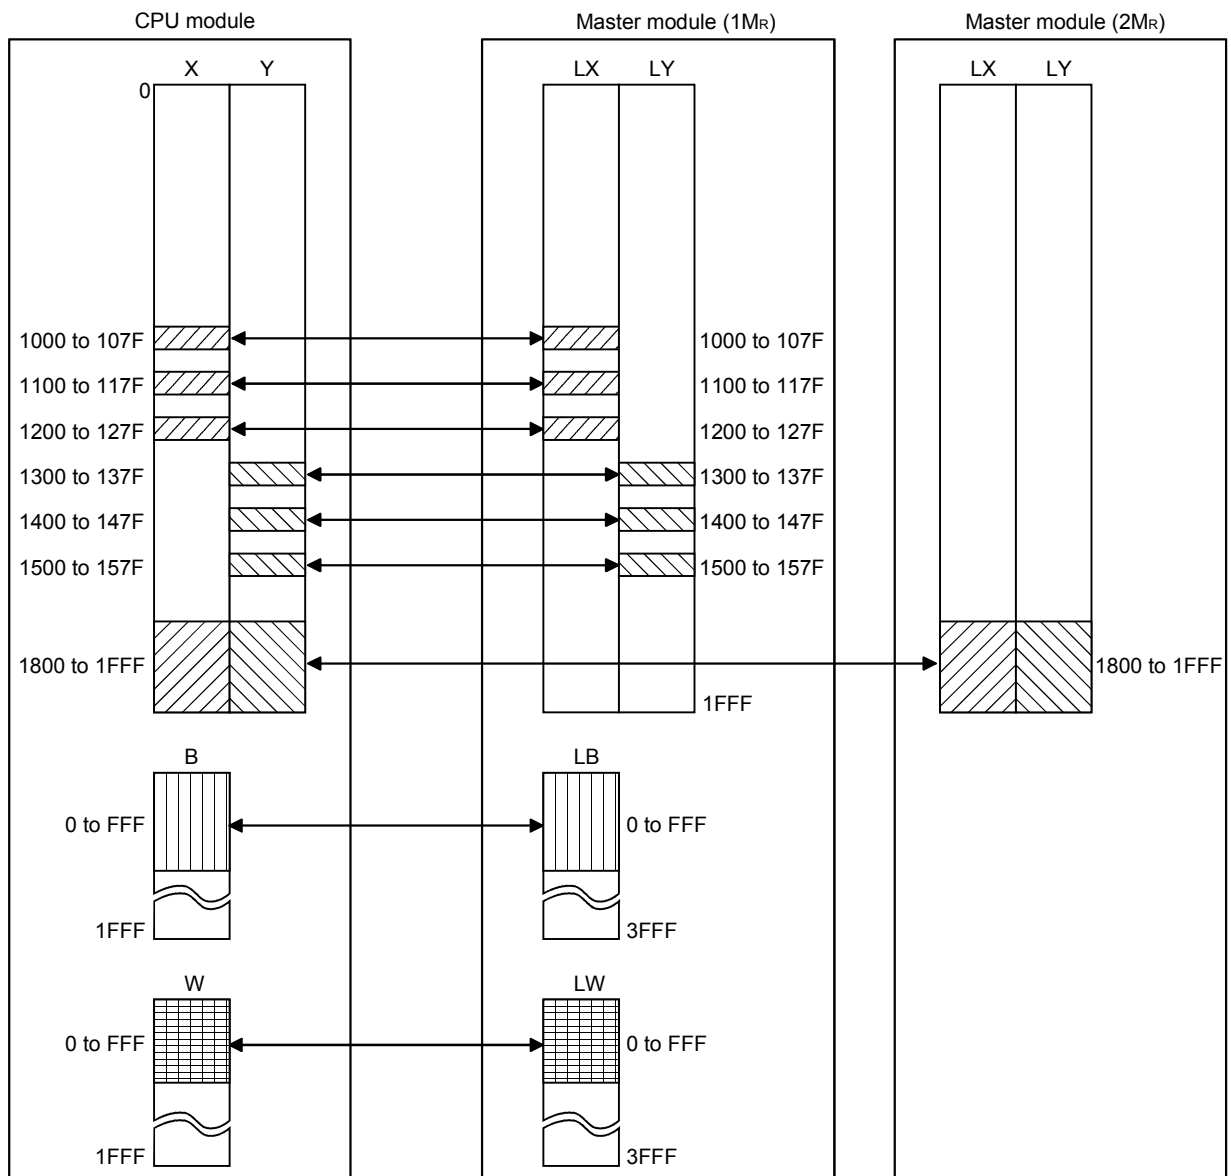 CPU module
Master module (1MR)
Master module (2MR)
X Y
LX LY
LX LY
0
1000 to 107F
1000 to 107F
1100 to 117F
1100 to 117F
1200 to 127F
1200 to 127F
1300 to 137F
1300 to 137F
1400 to 147F
1400 to 147F
1500 to 157F
1500 to 157F
1800 to 1FFF
1800 to 1FFF
1FFF
B
LB
0 to FFF
0 to FFF
1FFF
3FFF
W
LW
0 to FFF
0 to FFF
1FFF
3FFF